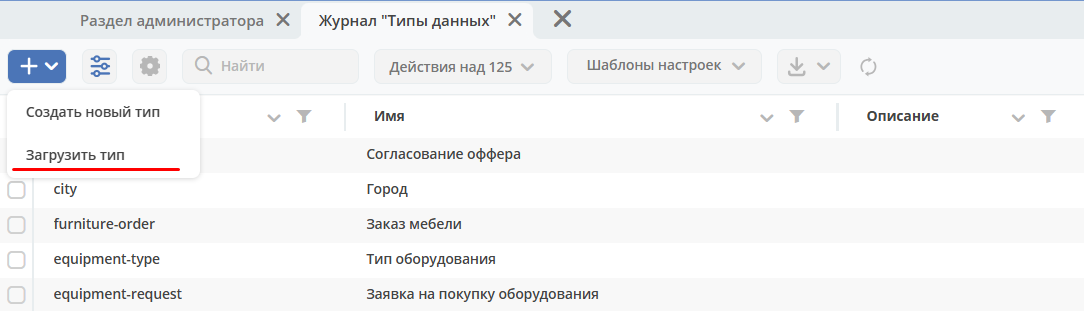 Раздел администратора Журнал "Типы данных"
Найти Действия над 125 Шаблоны настроек
Создать новый тип
Имя Описание
Загрузить тип Согласование оффера
city Город
furniture-order Заказ мебели
equipment-type Тип оборудования
equipment-request Заявка на покупку оборудования